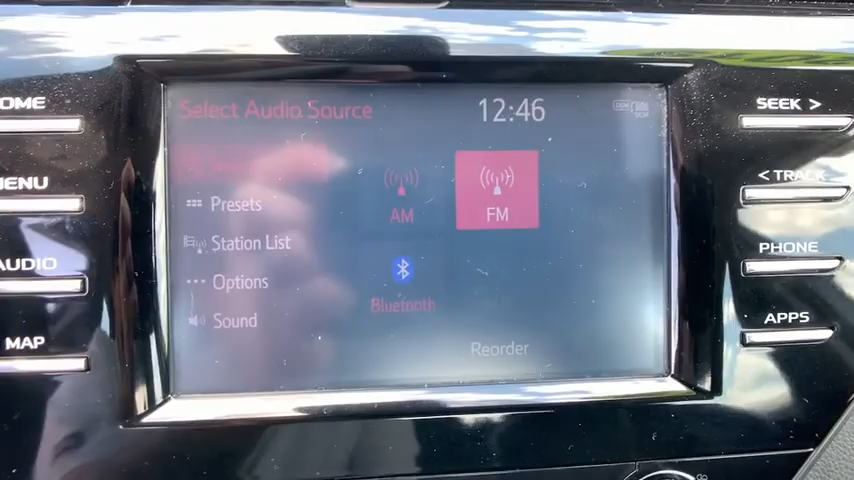 Select Audio Source
12:46
Presets
Station List
Options
Sound
AM
FM
Bluetooth
Reorder
MENU
AUDIO
MAP
SEEK >
< TRACK
PHONE
APPS